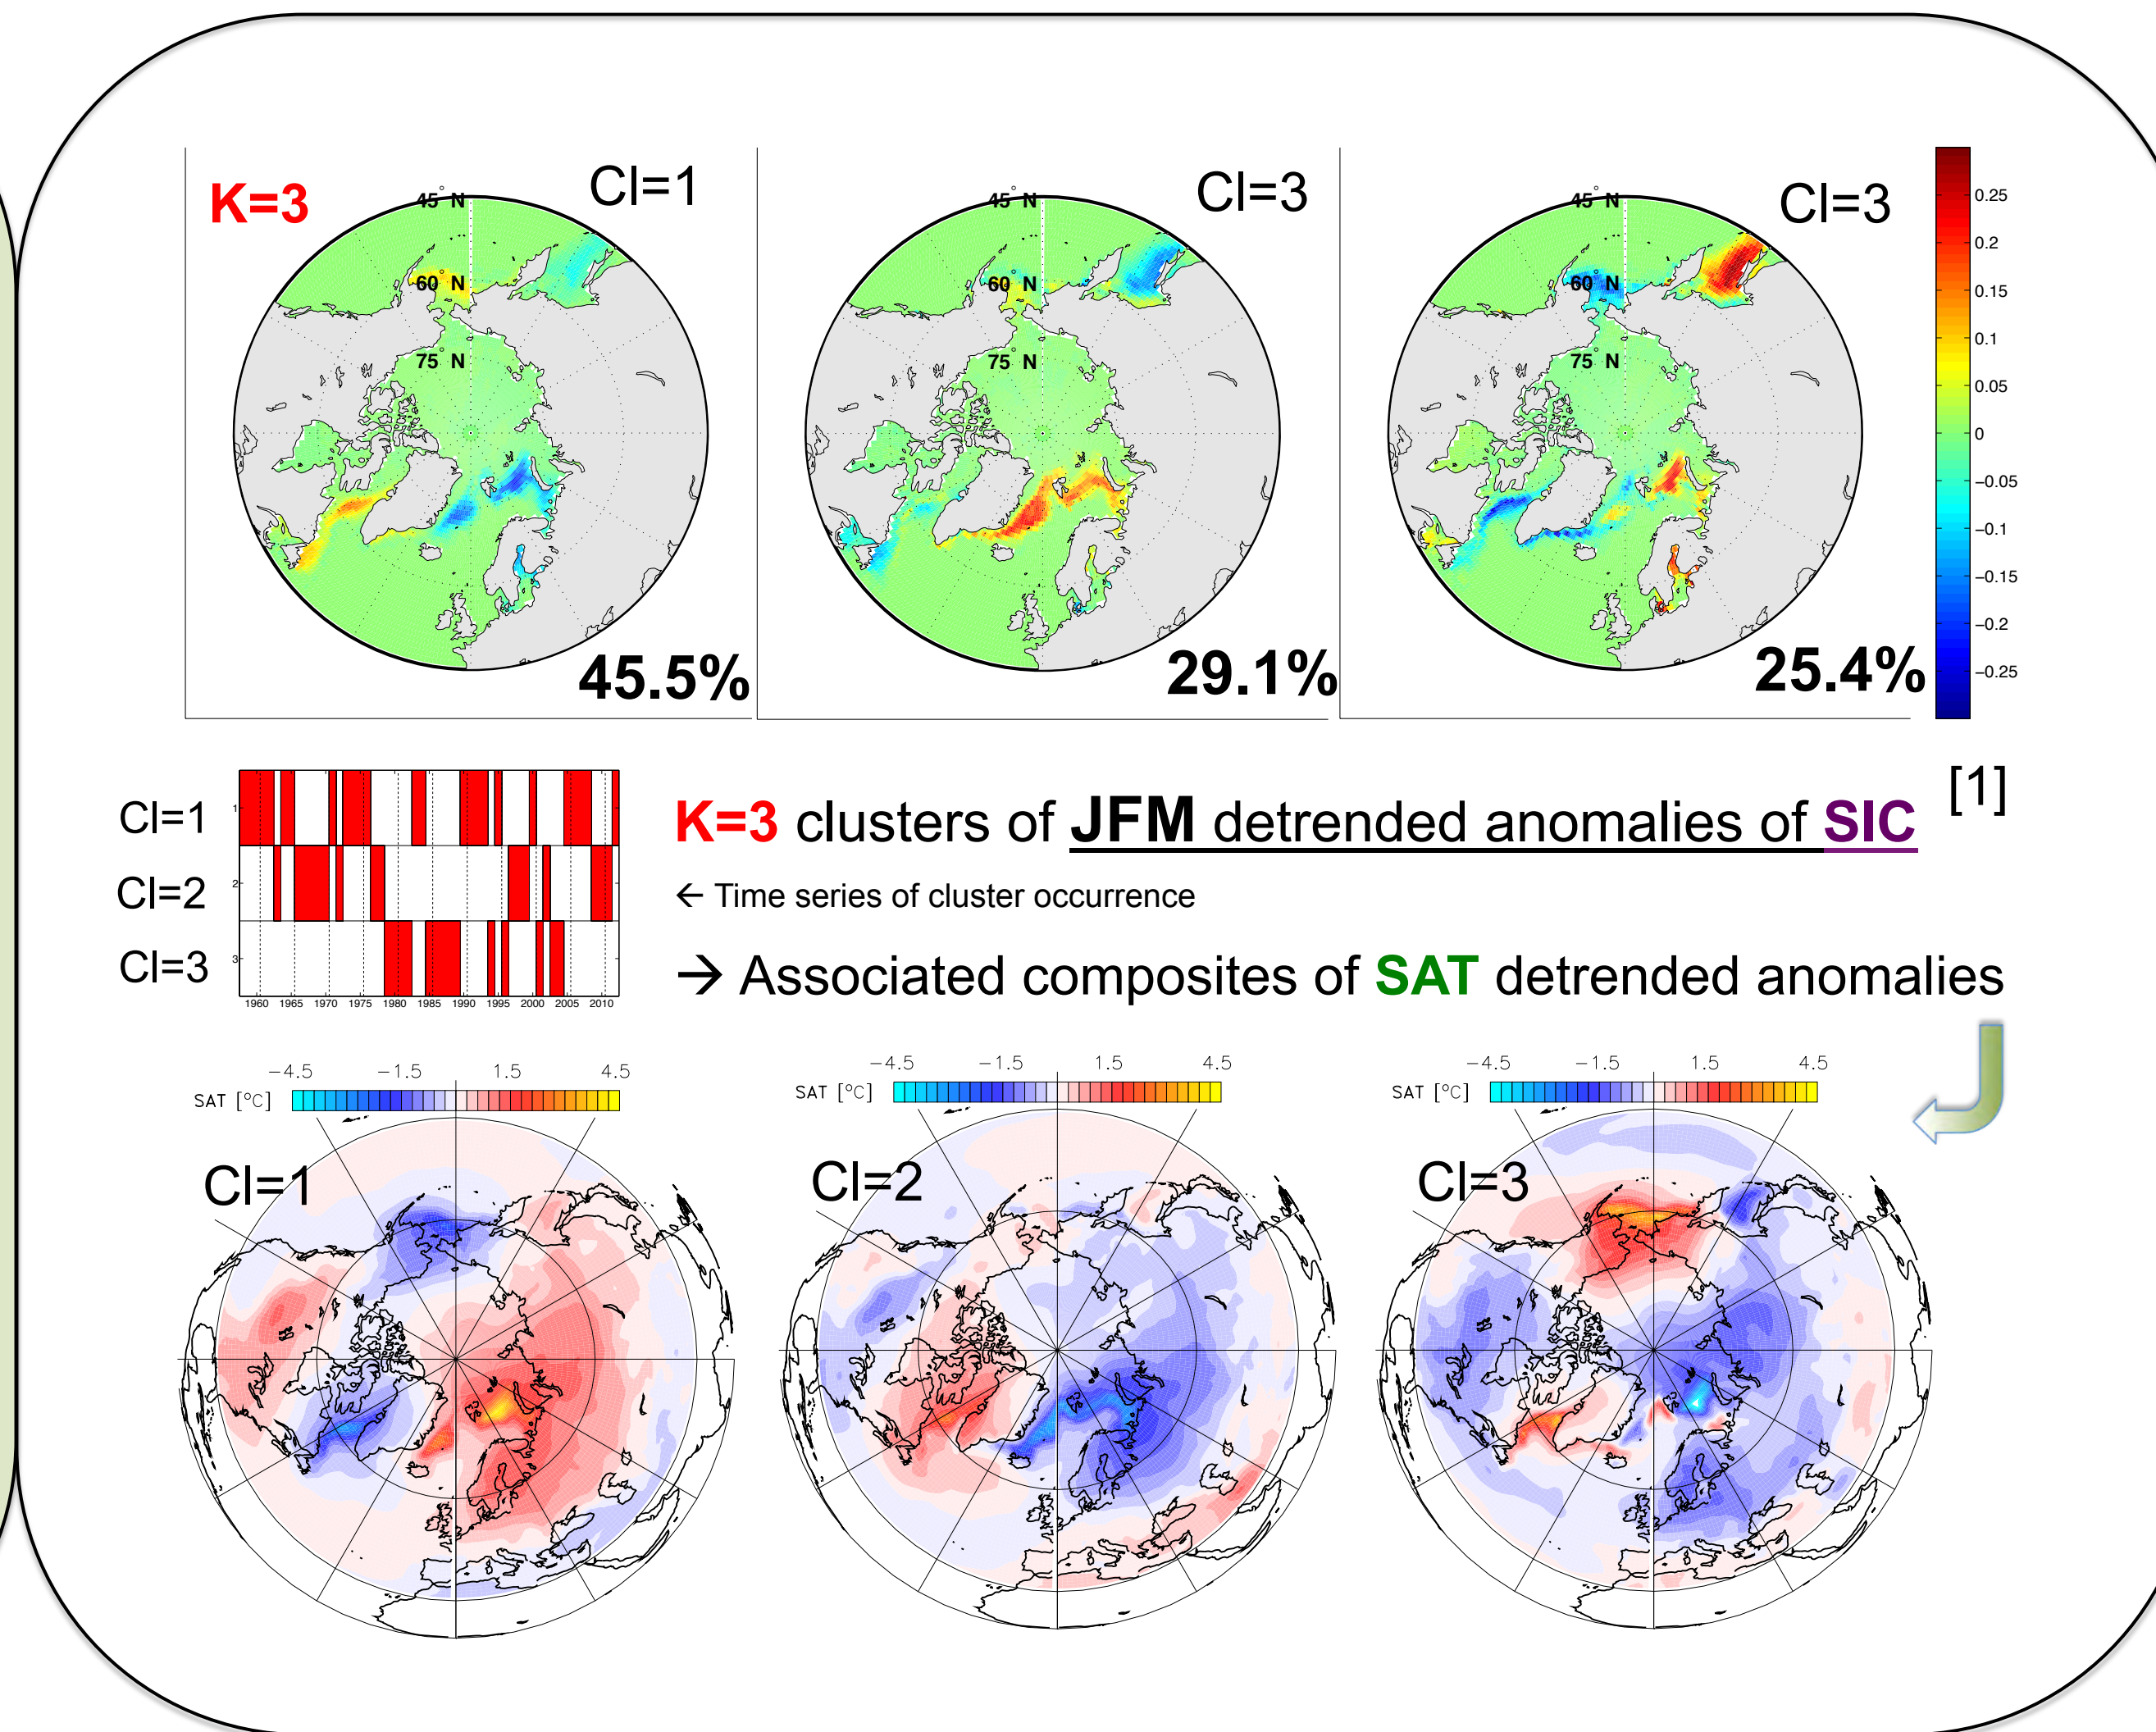 K=3
Cl=1
45° N
60° N
75° N
45.5%
Cl=3
45° N
60° N
75° N
29.1%
Cl=3
45° N
60° N
75° N
25.4%
0.25
0.2
0.15
0.1
0.05
0
−0.05
−0.1
−0.15
−0.2
−0.25
Cl=1
Cl=2
Cl=3
1
2
3
1960 1965 1970 1975 1980 1985 1990 1995 2000 2005 2010
K=3 clusters of JFM detrended anomalies of SIC [1]
← Time series of cluster occurrence
→ Associated composites of SAT detrended anomalies
−4.5 −1.5 1.5 4.5
SAT [°C]
Cl=1
−4.5 −1.5 1.5 4.5
SAT [°C]
Cl=2
−4.5 −1.5 1.5 4.5
SAT [°C]
Cl=3